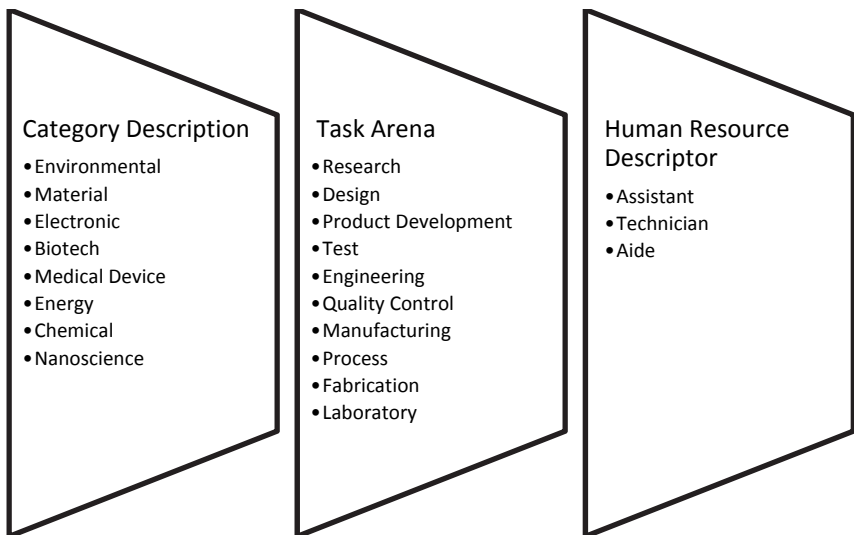 Category Description
•Environmental
•Material
•Electronic
•Biotech
•Medical Device
•Energy
•Chemical
•Nanoscience
Task Arena
•Research
•Design
•Product Development
•Test
•Engineering
•Quality Control
•Manufacturing
•Process
•Fabrication
•Laboratory
Human Resource
Descriptor
•Assistant
•Technician
•Aide